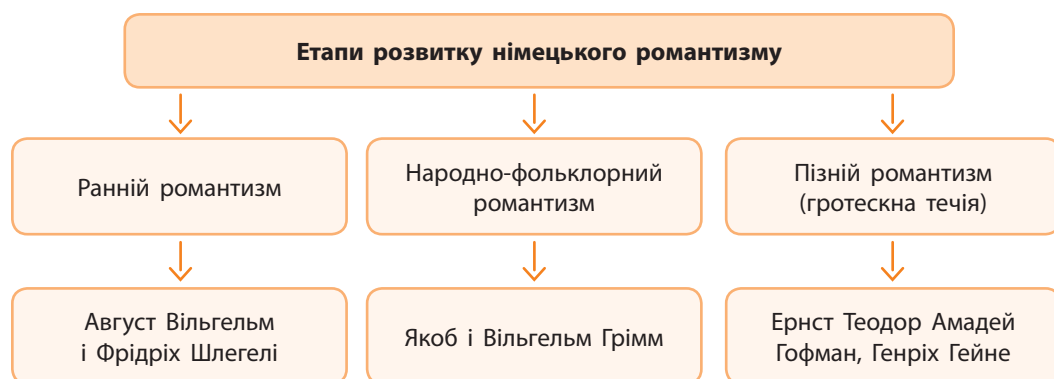 Етапи розвитку німецького романтизму
Ранній романтизм
Народно-фольклорний
романтизм
Пізній романтизм
(гротескна течія)
Август Вільгельм
і Фрідріх Шлегелі
Якоб і Вільгельм Грімм
Ернст Теодор Амадей
Гофман, Генріх Гейне